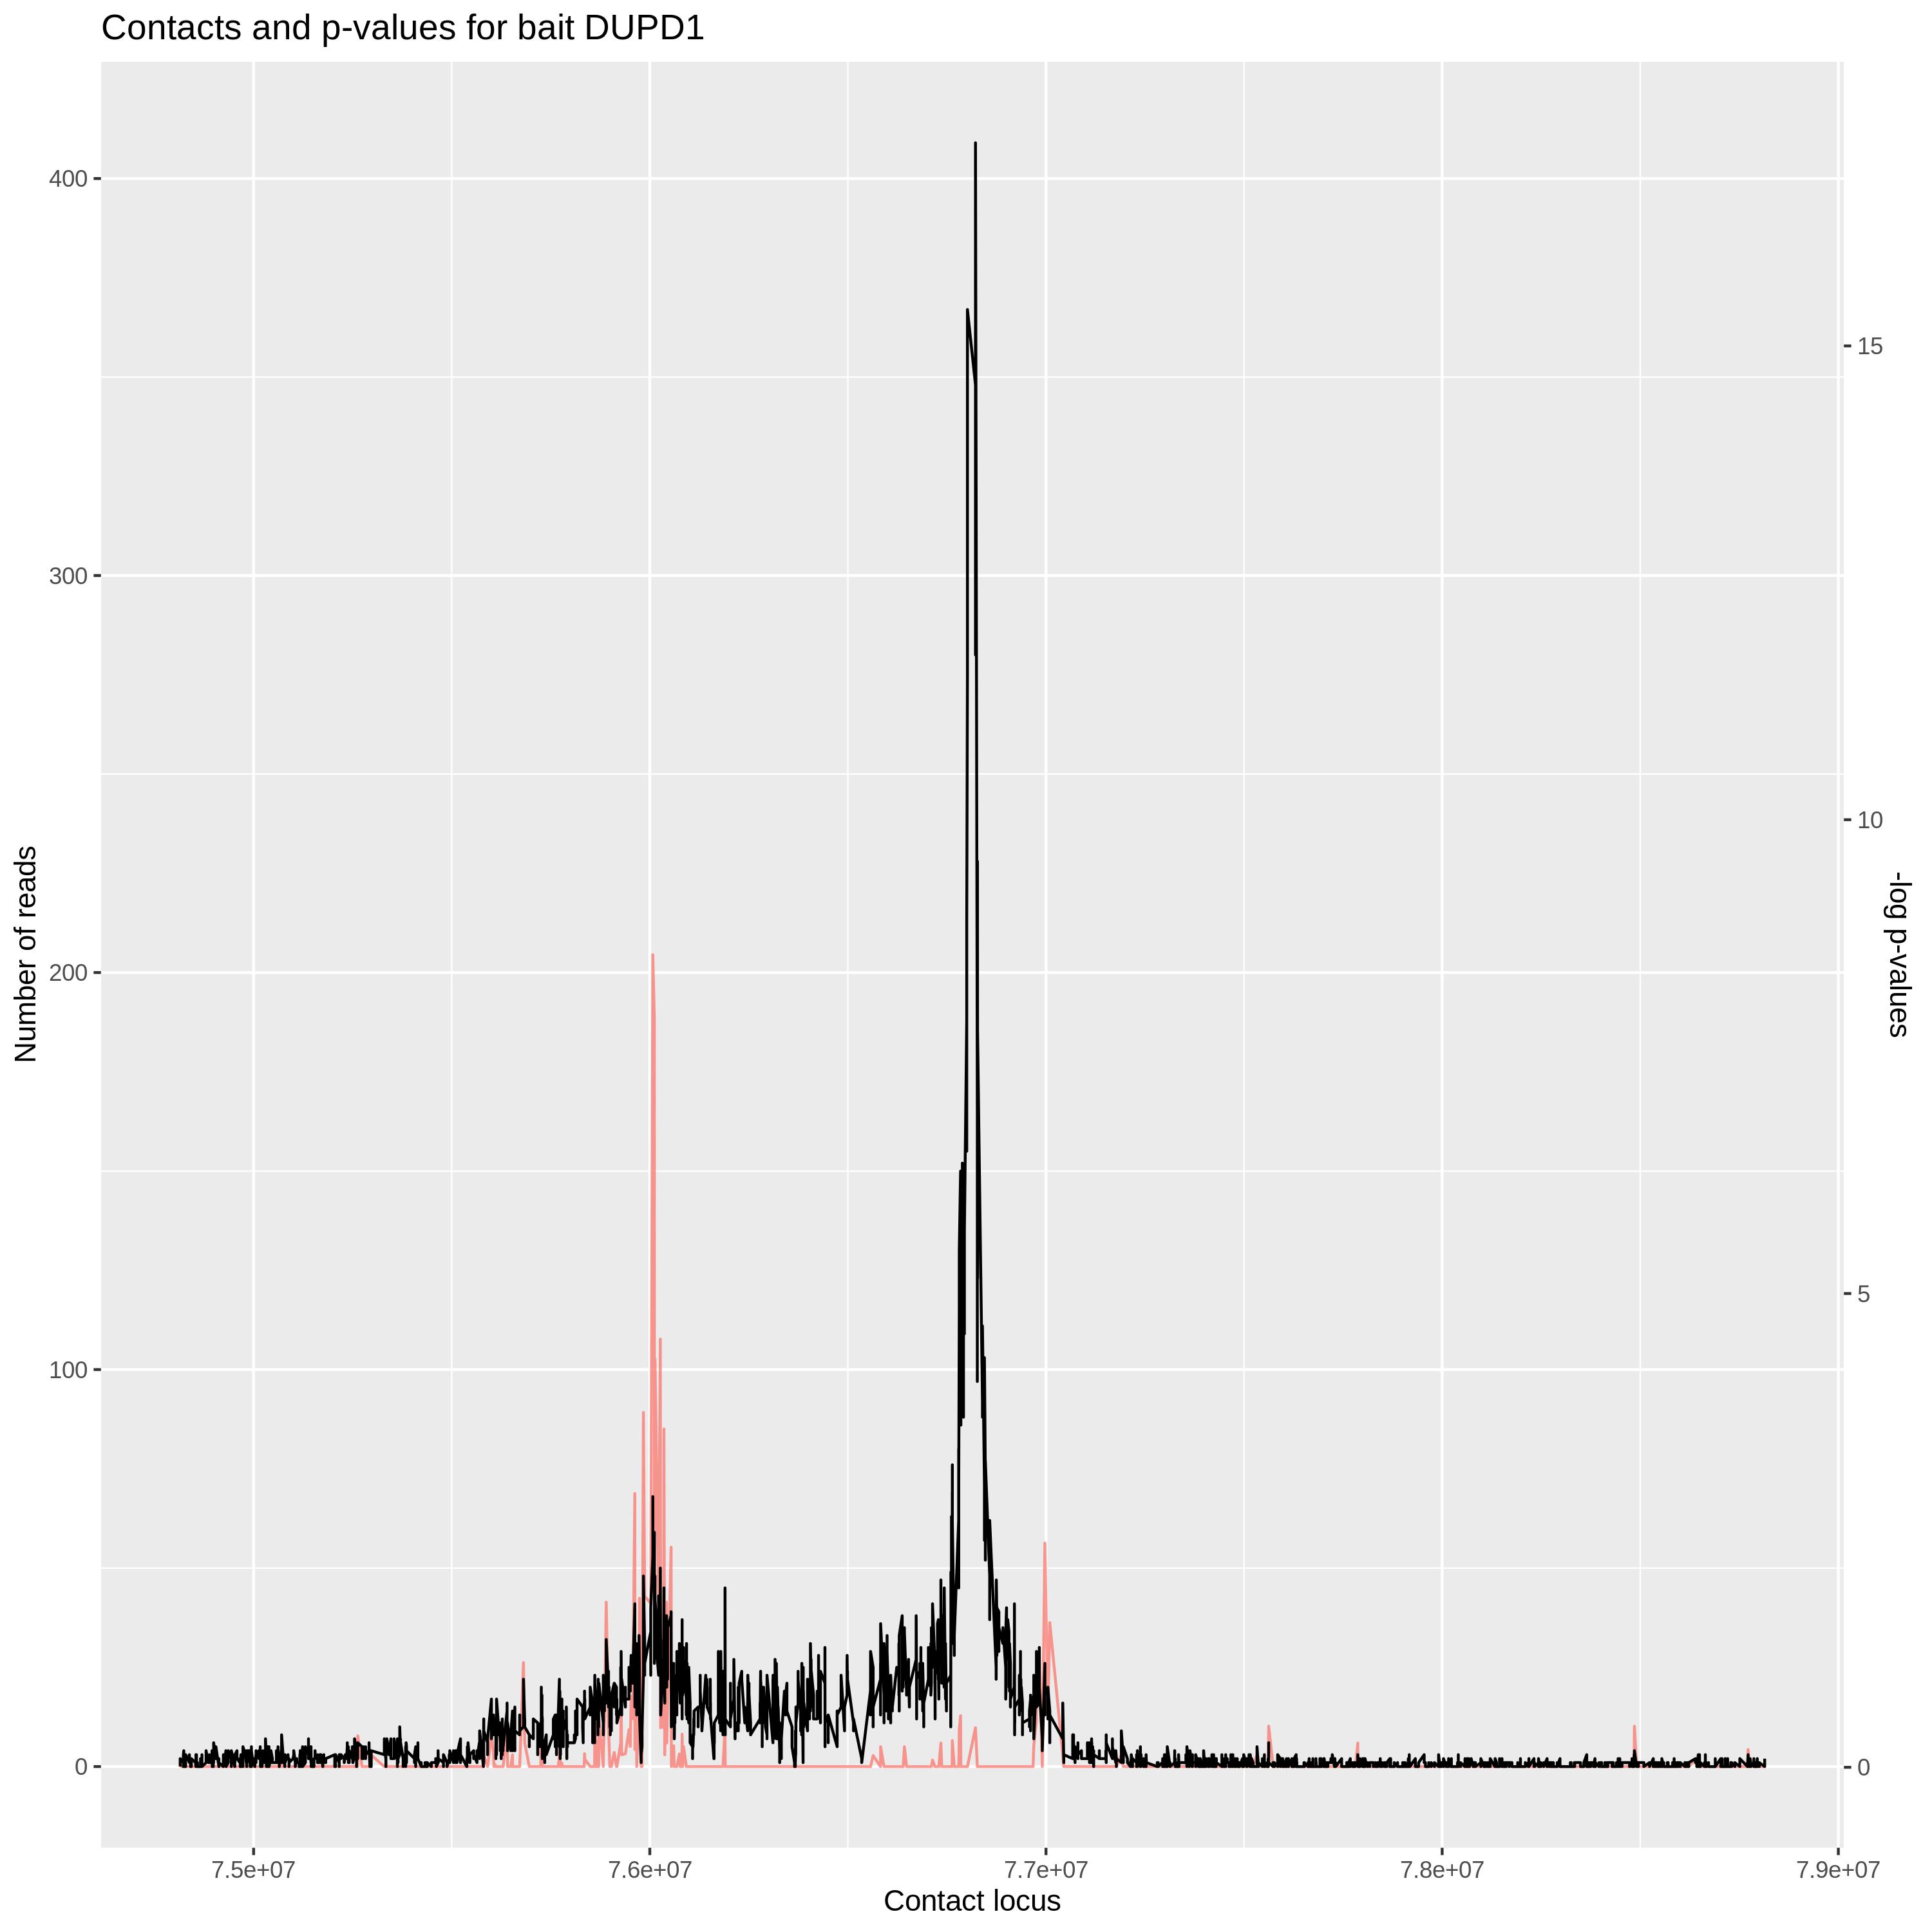 Contacts and p-values for bait DUPD1
400
300
200
100
0
Number of reads
15
10
5
0
-log p-values
7.5e+07 7.6e+07 7.7e+07 7.8e+07 7.9e+07
Contact locus